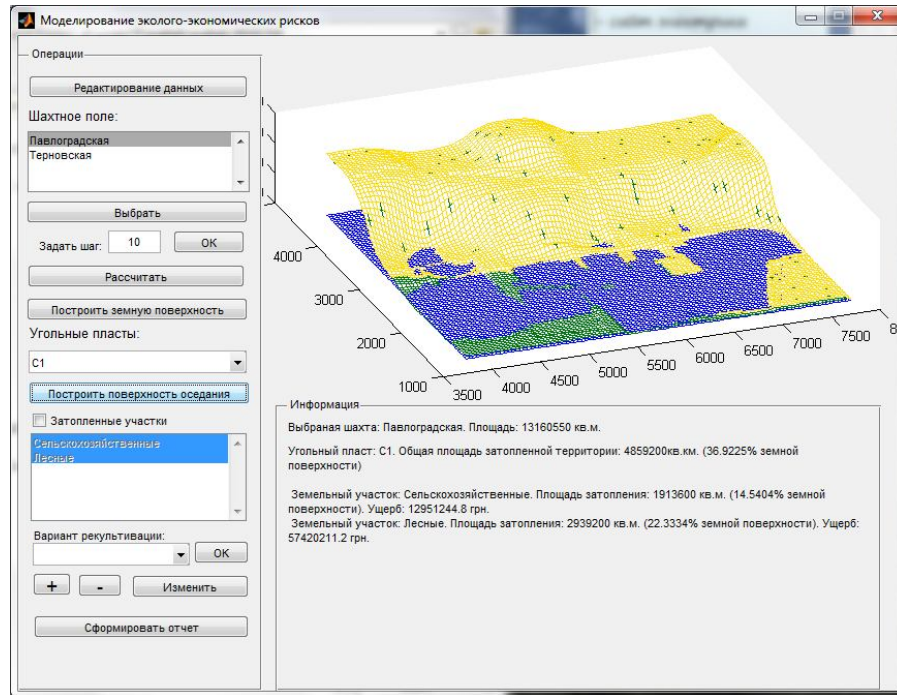 Моделирование эколого-экономических рисков
Операции
Редактирование данных
Шахтное поле:
Павлоградская
Терновская
Выбрать
Задать шаг:
10
ОК
Рассчитать
Построить земную поверхность
Угольные пласты:
С1
Построить поверхность оседания
Затопленные участки
Сельскохозяйственные
Лесные
Вариант рекультивации:
ОК
+
-
Изменить
Сформировать отчет
4000
3000
2000
1000
3500
4000
4500
5000
5500
6000
6500
7000
7500
8
Информация
Выбраная шахта: Павлоградская. Площадь: 13160550 кв.м.
Угольный пласт: С1. Общая площадь затопленной территории: 4859200кв.км. (36.9225% земной
поверхности)
Земельный участок: Сельскохозяйственные. Площадь затопления: 1913600 кв.м. (14.5404% земной
поверхности). Ущерб: 12951244.8 грн.
Земельный участок: Лесные. Площадь затопления: 2939200 кв.м. (22.3334% земной поверхности). Ущерб:
57420211.2 грн.